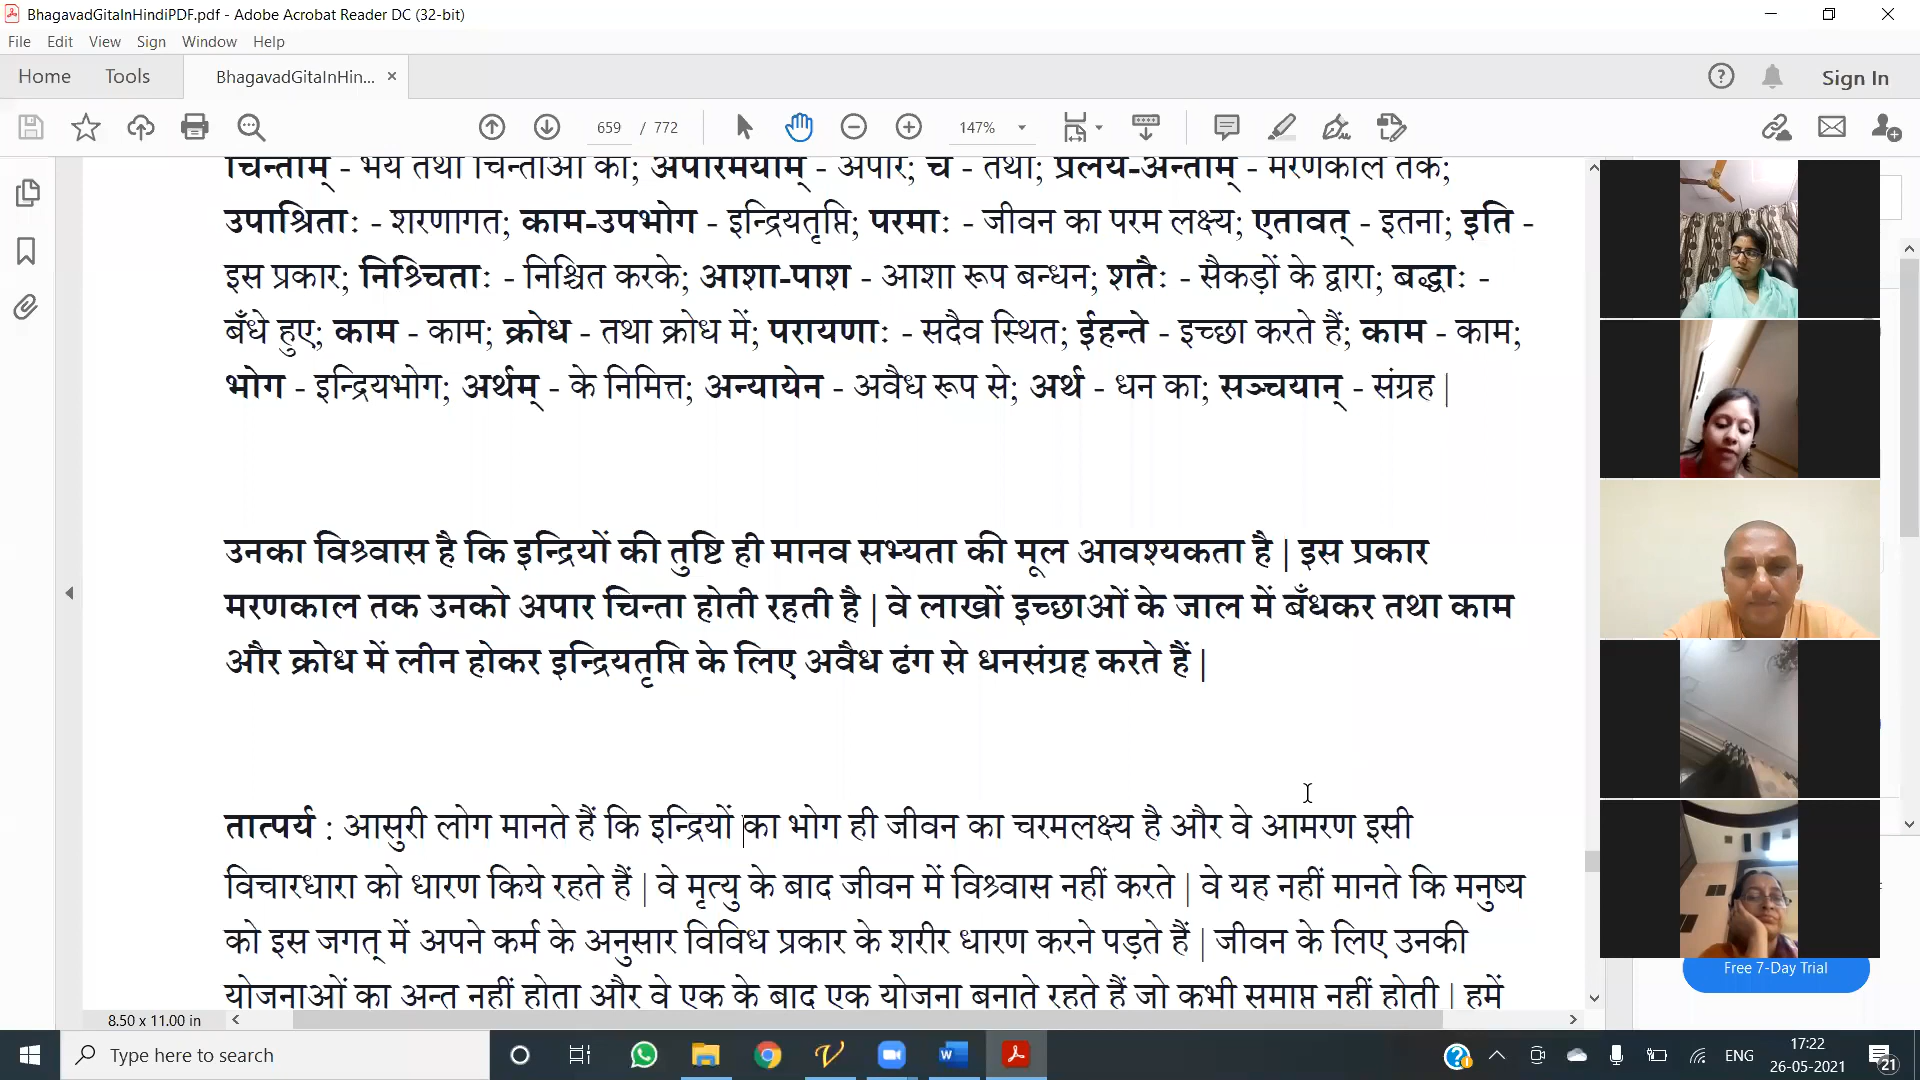 BhagavadGitaInHindiPDF.pdf - Adobe Acrobat Reader DC (32-bit)
File Edit View Sign Window Help
Home Tools BhagavadGitaInHin... × Sign In
659 / 772 147%
चिन्ताम् - भय तथा चिन्ताओं का; अपरिमेयाम् - अपार; च - तथा; प्रलय-अन्ताम् - मरणकाल तक;
उपाश्रिताः - शरणागत; काम-उपभोग - इन्द्रियतृप्ति; परमाः - जीवन का परम लक्ष्य; एतावत् - इतना; इति -
इस प्रकार; निश्र्चिताः - निश्चित करके; आशा-पाश - आशा रूप बन्धन; शतैः - सैकड़ों के द्वारा; बद्धाः -
बँधे हुए; काम - काम; क्रोध - तथा क्रोध में; परायणाः - सदैव स्थित; ईहन्ते - इच्छा करते हैं; काम - काम;
भोग - इन्द्रियभोग; अर्थम् - के निमित्त; अन्यायेन - अवैध रूप से; अर्थ - धन का; सञ्चयान् - संग्रह |
उनका विश्र्वास है कि इन्द्रियों की तुष्टि ही मानव सभ्यता की मूल आवश्यकता है | इस प्रकार
मरणकाल तक उनको अपार चिन्ता होती रहती है | वे लाखों इच्छाओं के जाल में बँधकर तथा काम
और क्रोध में लीन होकर इन्द्रियतृप्ति के लिए अवैध ढंग से धनसंग्रह करते हैं |
तात्पर्य : आसुरी लोग मानते हैं कि इन्द्रियों का भोग ही जीवन का चरमलक्ष्य है और वे आमरण इसी
विचारधारा को धारण किये रहते हैं | वे मृत्यु के बाद जीवन में विश्र्वास नहीं करते | वे यह नहीं मानते कि मनुष्य
को इस जगत् में अपने कर्म के अनुसार विविध प्रकार के शरीर धारण करने पड़ते हैं | जीवन के लिए उनकी
योजनाओं का अन्त नहीं होता और वे एक के बाद एक योजना बनाते रहते हैं जो कभी समाप्त नहीं होती | हमें
Free 7-Day Trial
8.50 x 11.00 in
Type here to search
ENG 17:22
26-05-2021
21